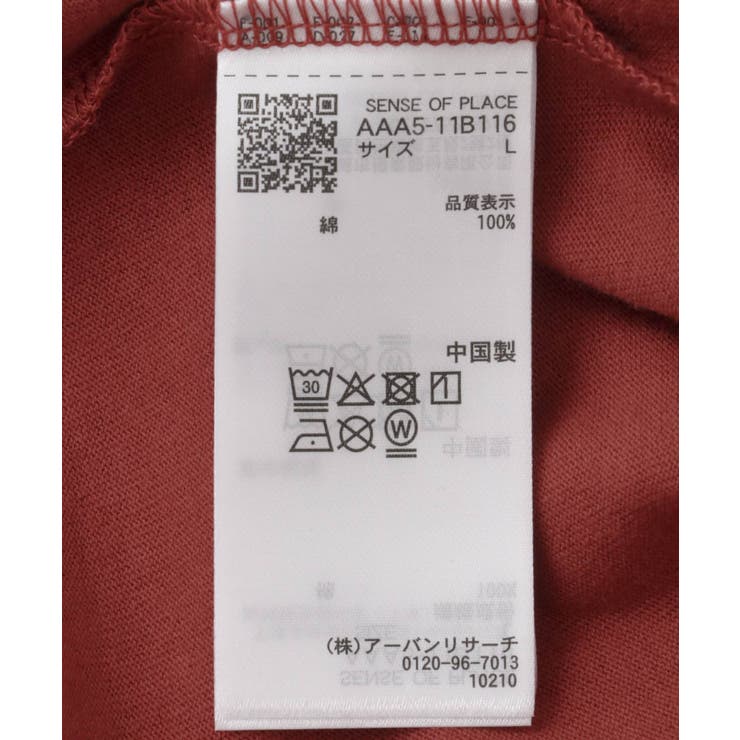 SENSE OF PLACE
AAA5-11B116
サイズ L
品質表示
綿 100%
中国製
30
W
(株)アーバンリサーチ
0120-96-7013
10210